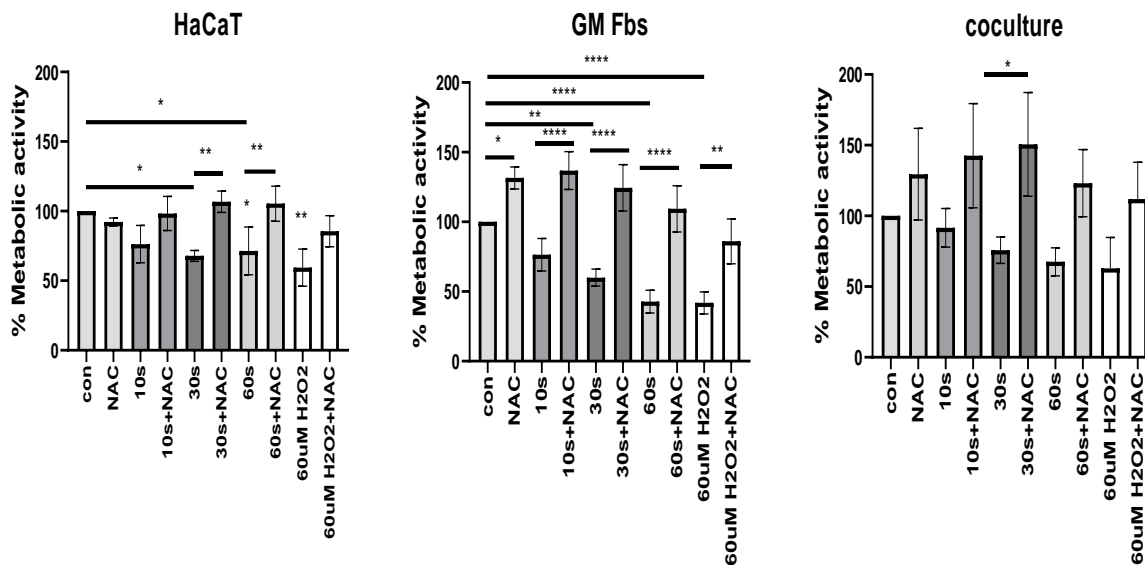 HaCaT
% Metabolic activity
200
150
100
50
0
*
*
**
**
*
**
con
NAC
10s
10s+NAC
30s
30s+NAC
60s
60s+NAC
60uM H2O2
60uM H2O2+NAC
GM Fbs
% Metabolic activity
200
150
100
50
0
****
****
**
*
****
****
****
**
con
NAC
10s
10s+NAC
30s
30s+NAC
60s
60s+NAC
60uM H2O2
60uM H2O2+NAC
coculture
% Metabolic activity
200
150
100
50
0
*
con
NAC
10s
10s+NAC
30s
30s+NAC
60s
60s+NAC
60uM H2O2
60uM H2O2+NAC